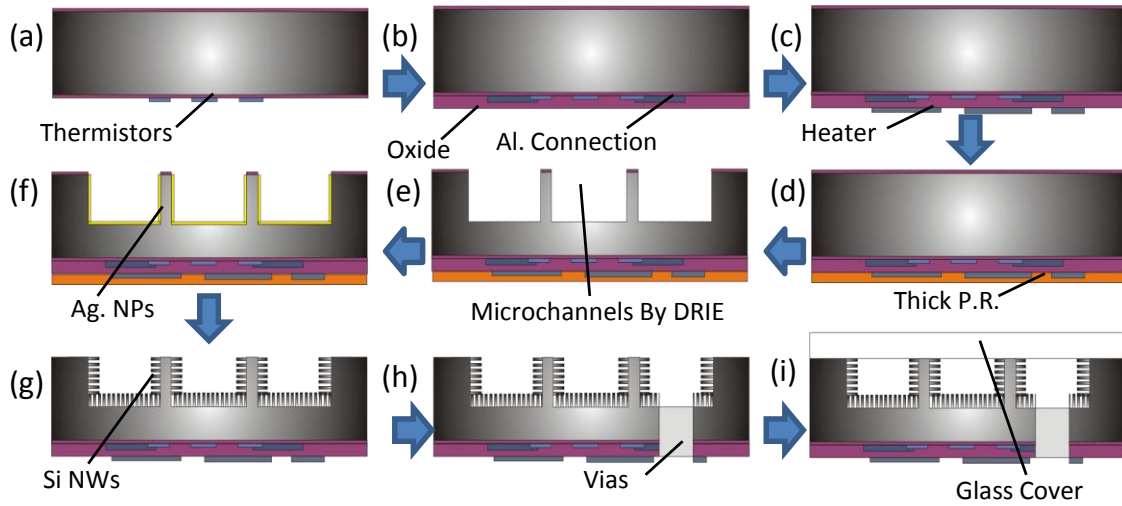 (a)
(b)
(c)
Thermistors
Oxide
Al. Connection
Heater
(f)
(e)
(d)
Ag. NPs
Microchannels By DRIE
Thick P.R.
(g)
(h)
(i)
Si NWs
Vias
Glass Cover